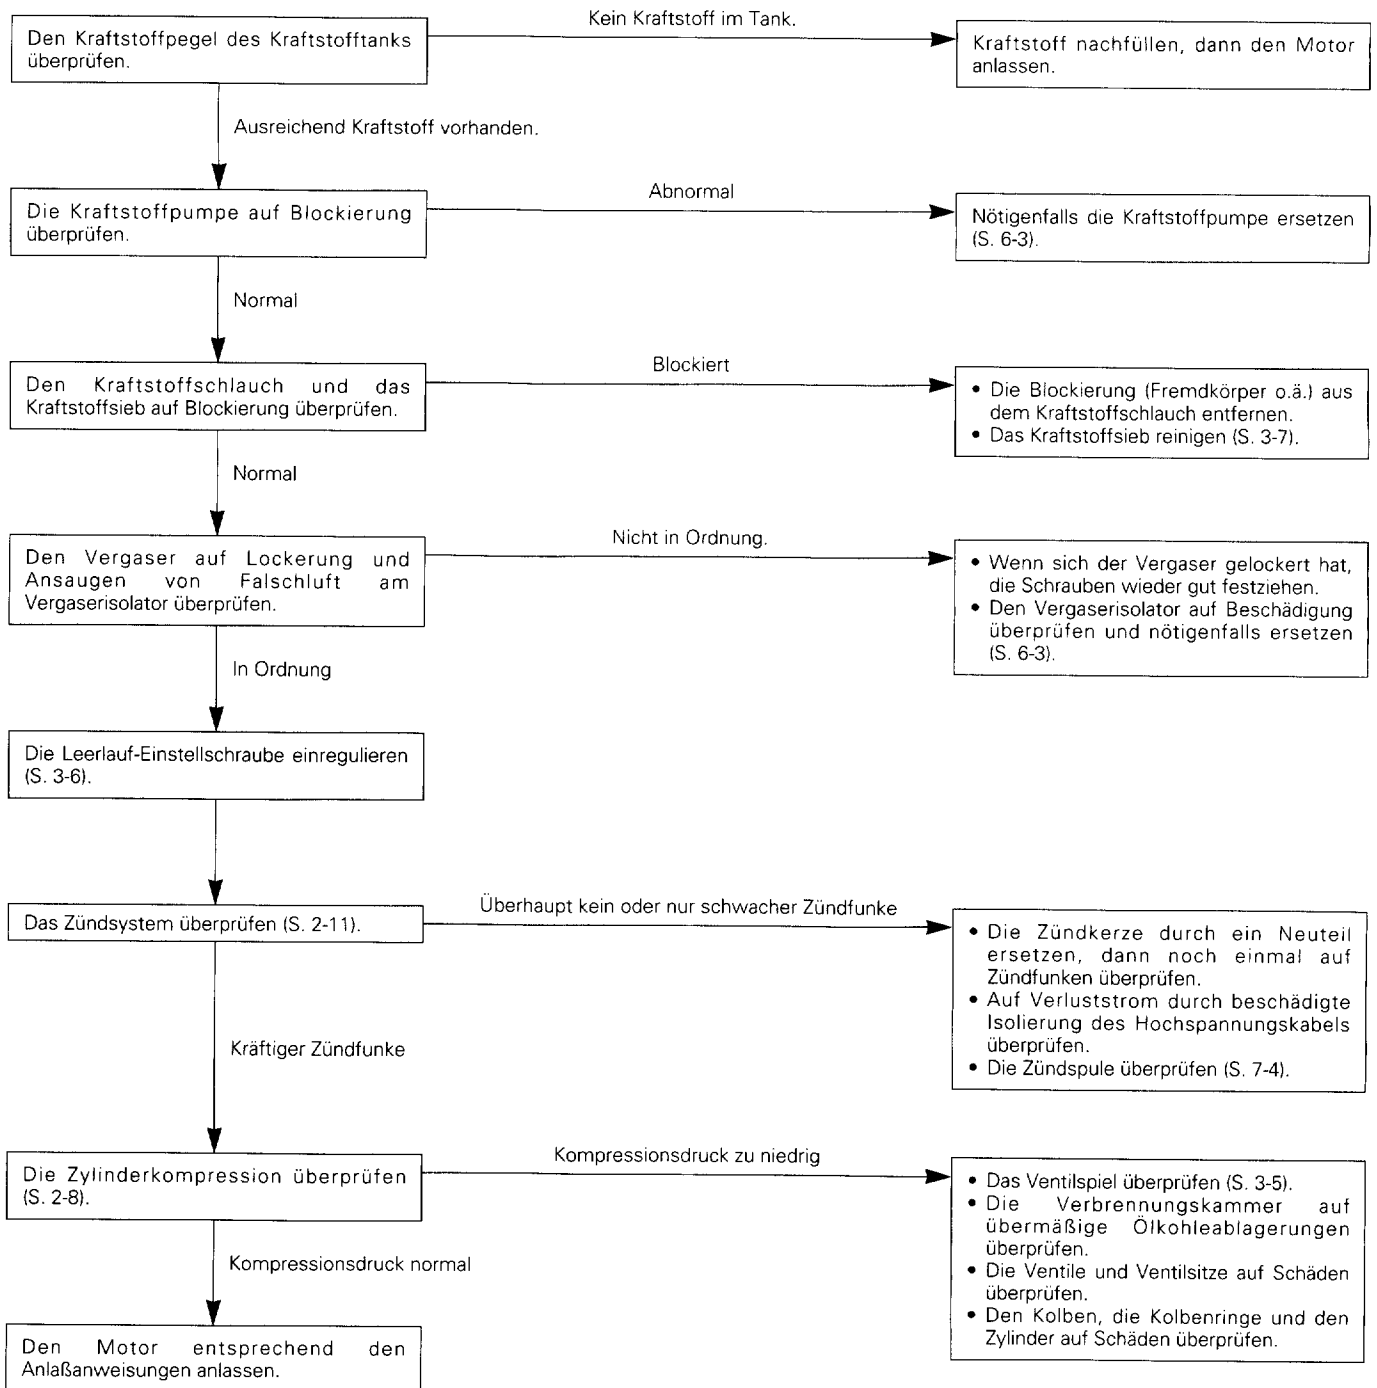 Den Kraftstoffpegel des Kraftstofftanks
überprüfen.
Kein Kraftstoff im Tank.
Kraftstoff nachfüllen, dann den Motor
anlassen.
Ausreichend Kraftstoff vorhanden.
Die Kraftstoffpumpe auf Blockierung
überprüfen.
Abnormal
Nötigenfalls die Kraftstoffpumpe ersetzen
(S. 6-3).
Normal
Den Kraftstoffschlauch und das
Kraftstoffsieb auf Blockierung überprüfen.
Blockiert
• Die Blockierung (Fremdkörper o.ä.) aus
dem Kraftstoffschlauch entfernen.
• Das Kraftstoffsieb reinigen (S. 3-7).
Normal
Den Vergaser auf Lockerung und
Ansaugen von Falschluft am
Vergaserisolator überprüfen.
Nicht in Ordnung.
• Wenn sich der Vergaser gelockert hat,
die Schrauben wieder gut festziehen.
• Den Vergaserisolator auf Beschädigung
überprüfen und nötigenfalls ersetzen
(S. 6-3).
In Ordnung
Die Leerlauf-Einstellschraube einregulieren
(S. 3-6).
Das Zündsystem überprüfen (S. 2-11).
Überhaupt kein oder nur schwacher Zündfunke
• Die Zündkerze durch ein Neuteil
ersetzen, dann noch einmal auf
Zündfunken überprüfen.
• Auf Verluststrom durch beschädigte
Isolierung des Hochspannungskabels
überprüfen.
• Die Zündspule überprüfen (S. 7-4).
Kräftiger Zündfunke
Die Zylinderkompression überprüfen
(S. 2-8).
Kompressionsdruck zu niedrig
• Das Ventilspiel überprüfen (S. 3-5).
• Die Verbrennungskammer auf
übermäßige Ölkohleablagerungen
überprüfen.
• Die Ventile und Ventilsitze auf Schäden
überprüfen.
• Den Kolben, die Kolbenringe und den
Zylinder auf Schäden überprüfen.
Kompressionsdruck normal
Den Motor entsprechend den
Anlaßanweisungen anlassen.